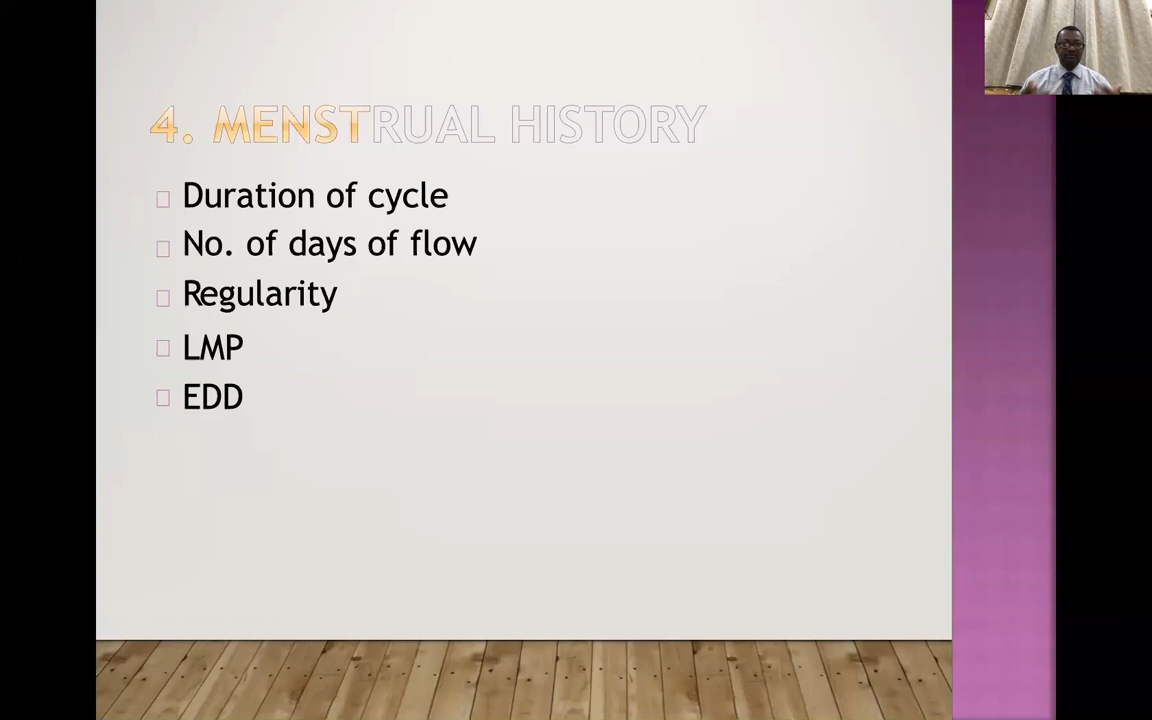 4. MENSTRUAL HISTORY
Duration of cycle
No. of days of flow
Regularity
LMP
EDD